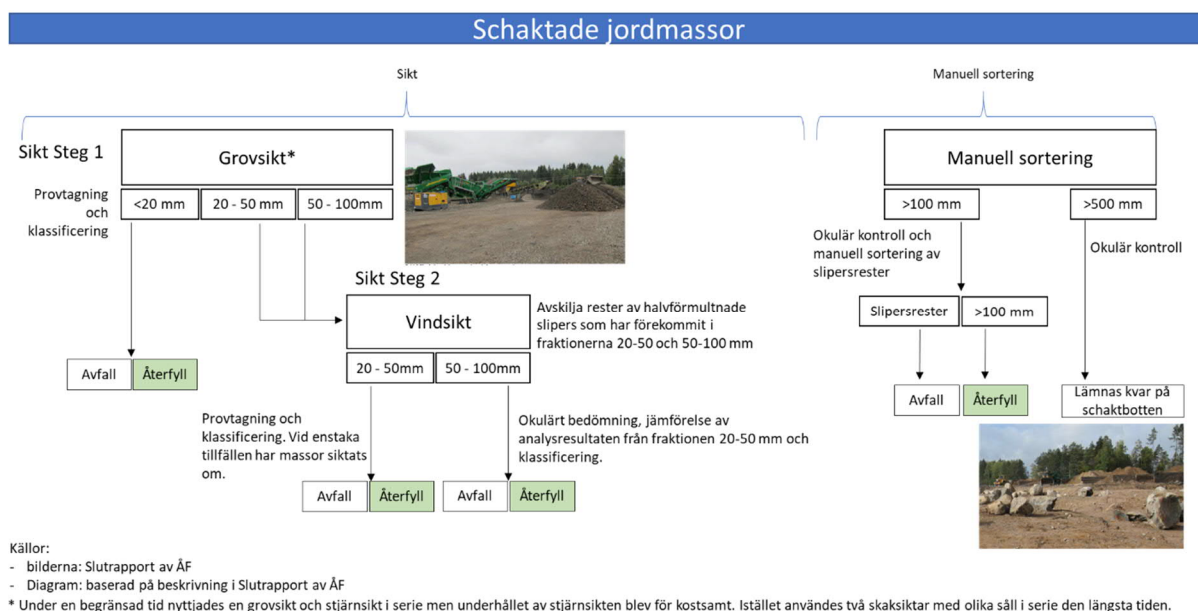 Schaktade jordmassor
Sikt
Manuell sortering
Sikt Steg 1
Grovsikt*
Provtagning
och
klassificering
<20 mm
20 - 50 mm
50 - 100mm
Avfall
Återfyll
Sikt Steg 2
Vindsikt
Avskilja rester av halvförmultnade
slipers som har förekommit i
fraktionerna 20-50 och 50-100 mm
20 - 50mm
50 - 100mm
Provtagning och
klassificering. Vid enstaka
tillfällen har massor siktats
om.
Okulärt bedömning, jämförelse av
analysresultaten från fraktionen 20-50 mm och
klassificering.
Avfall
Återfyll
Avfall
Återfyll
Manuell sortering
>100 mm
>500 mm
Okulär kontroll och
manuell sortering av
slipersrester
Okulär kontroll
Slipersrester
>100 mm
Avfall
Återfyll
Lämnas kvar på
schaktbotten
Källor:
- bilderna: Slutrapport av ÅF
- Diagram: baserad på beskrivning i Slutrapport av ÅF
* Under en begränsad tid nyttjades en grovsikt och stjärnsikt i serie men underhållet av stjärnsikten blev för kostsamt. Istället användes två skaksiktar med olika såll i serie den längsta tiden.